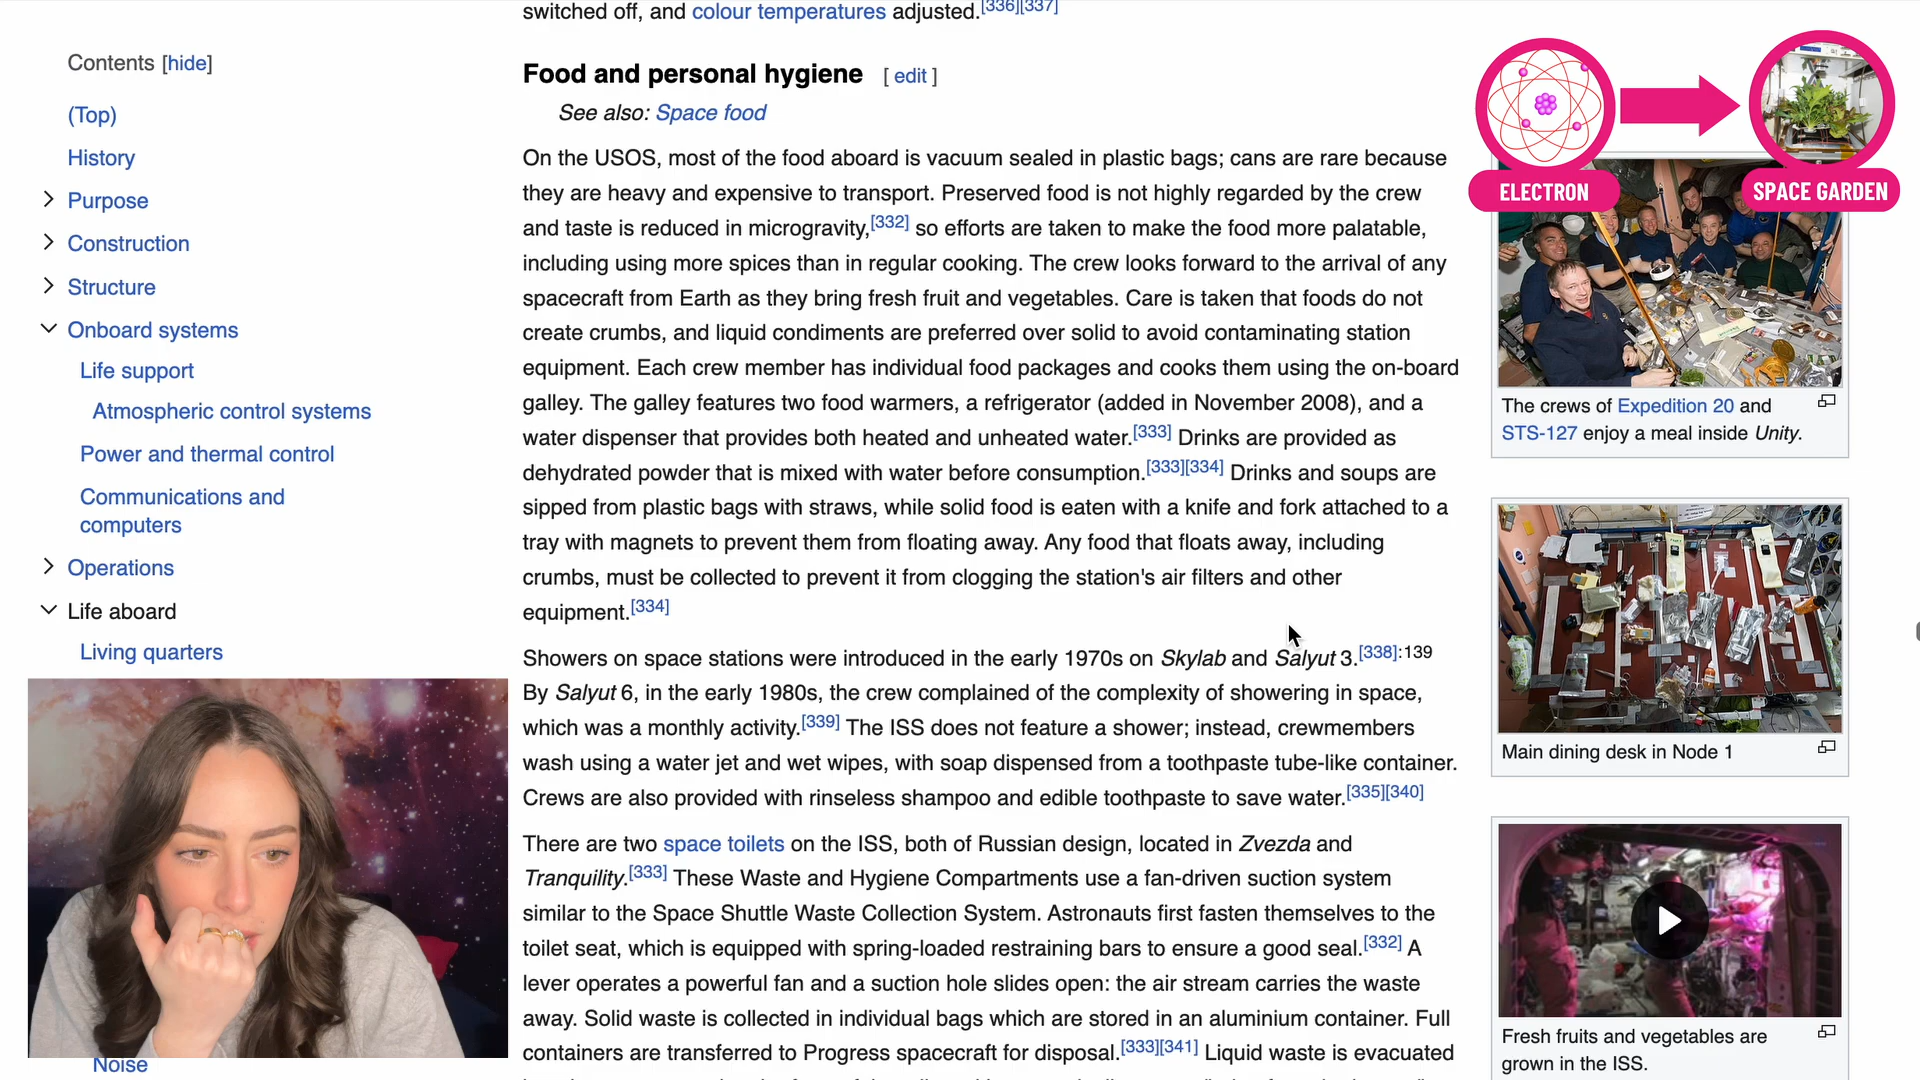 switched off, and colour temperatures adjusted.[336][337]
Contents [hide]
(Top)
History
Purpose
Construction
Structure
Onboard systems
Life support
Atmospheric control systems
Power and thermal control
Communications and
computers
Operations
Life aboard
Living quarters
Noise
Food and personal hygiene [ edit ]
See also: Space food
On the USOS, most of the food aboard is vacuum sealed in plastic bags; cans are rare because
they are heavy and expensive to transport. Preserved food is not highly regarded by the crew
and taste is reduced in microgravity,[332] so efforts are taken to make the food more palatable,
including using more spices than in regular cooking. The crew looks forward to the arrival of any
spacecraft from Earth as they bring fresh fruit and vegetables. Care is taken that foods do not
create crumbs, and liquid condiments are preferred over solid to avoid contaminating station
equipment. Each crew member has individual food packages and cooks them using the on-board
galley. The galley features two food warmers, a refrigerator (added in November 2008), and a
water dispenser that provides both heated and unheated water.[333] Drinks are provided as
dehydrated powder that is mixed with water before consumption.[333][334] Drinks and soups are
sipped from plastic bags with straws, while solid food is eaten with a knife and fork attached to a
tray with magnets to prevent them from floating away. Any food that floats away, including
crumbs, must be collected to prevent it from clogging the station's air filters and other
equipment.[334]
Showers on space stations were introduced in the early 1970s on Skylab and Salyut 3.[338]:139
By Salyut 6, in the early 1980s, the crew complained of the complexity of showering in space,
which was a monthly activity.[339] The ISS does not feature a shower; instead, crewmembers
wash using a water jet and wet wipes, with soap dispensed from a toothpaste tube-like container.
Crews are also provided with rinseless shampoo and edible toothpaste to save water.[335][340]
There are two space toilets on the ISS, both of Russian design, located in Zvezda and
Tranquility.[333] These Waste and Hygiene Compartments use a fan-driven suction system
similar to the Space Shuttle Waste Collection System. Astronauts first fasten themselves to the
toilet seat, which is equipped with spring-loaded restraining bars to ensure a good seal.[332] A
lever operates a powerful fan and a suction hole slides open: the air stream carries the waste
away. Solid waste is collected in individual bags which are stored in an aluminium container. Full
containers are transferred to Progress spacecraft for disposal.[333][341] Liquid waste is evacuated
ELECTRON
SPACE GARDEN
The crews of Expedition 20 and
STS-127 enjoy a meal inside Unity.
Main dining desk in Node 1
Fresh fruits and vegetables are
grown in the ISS.